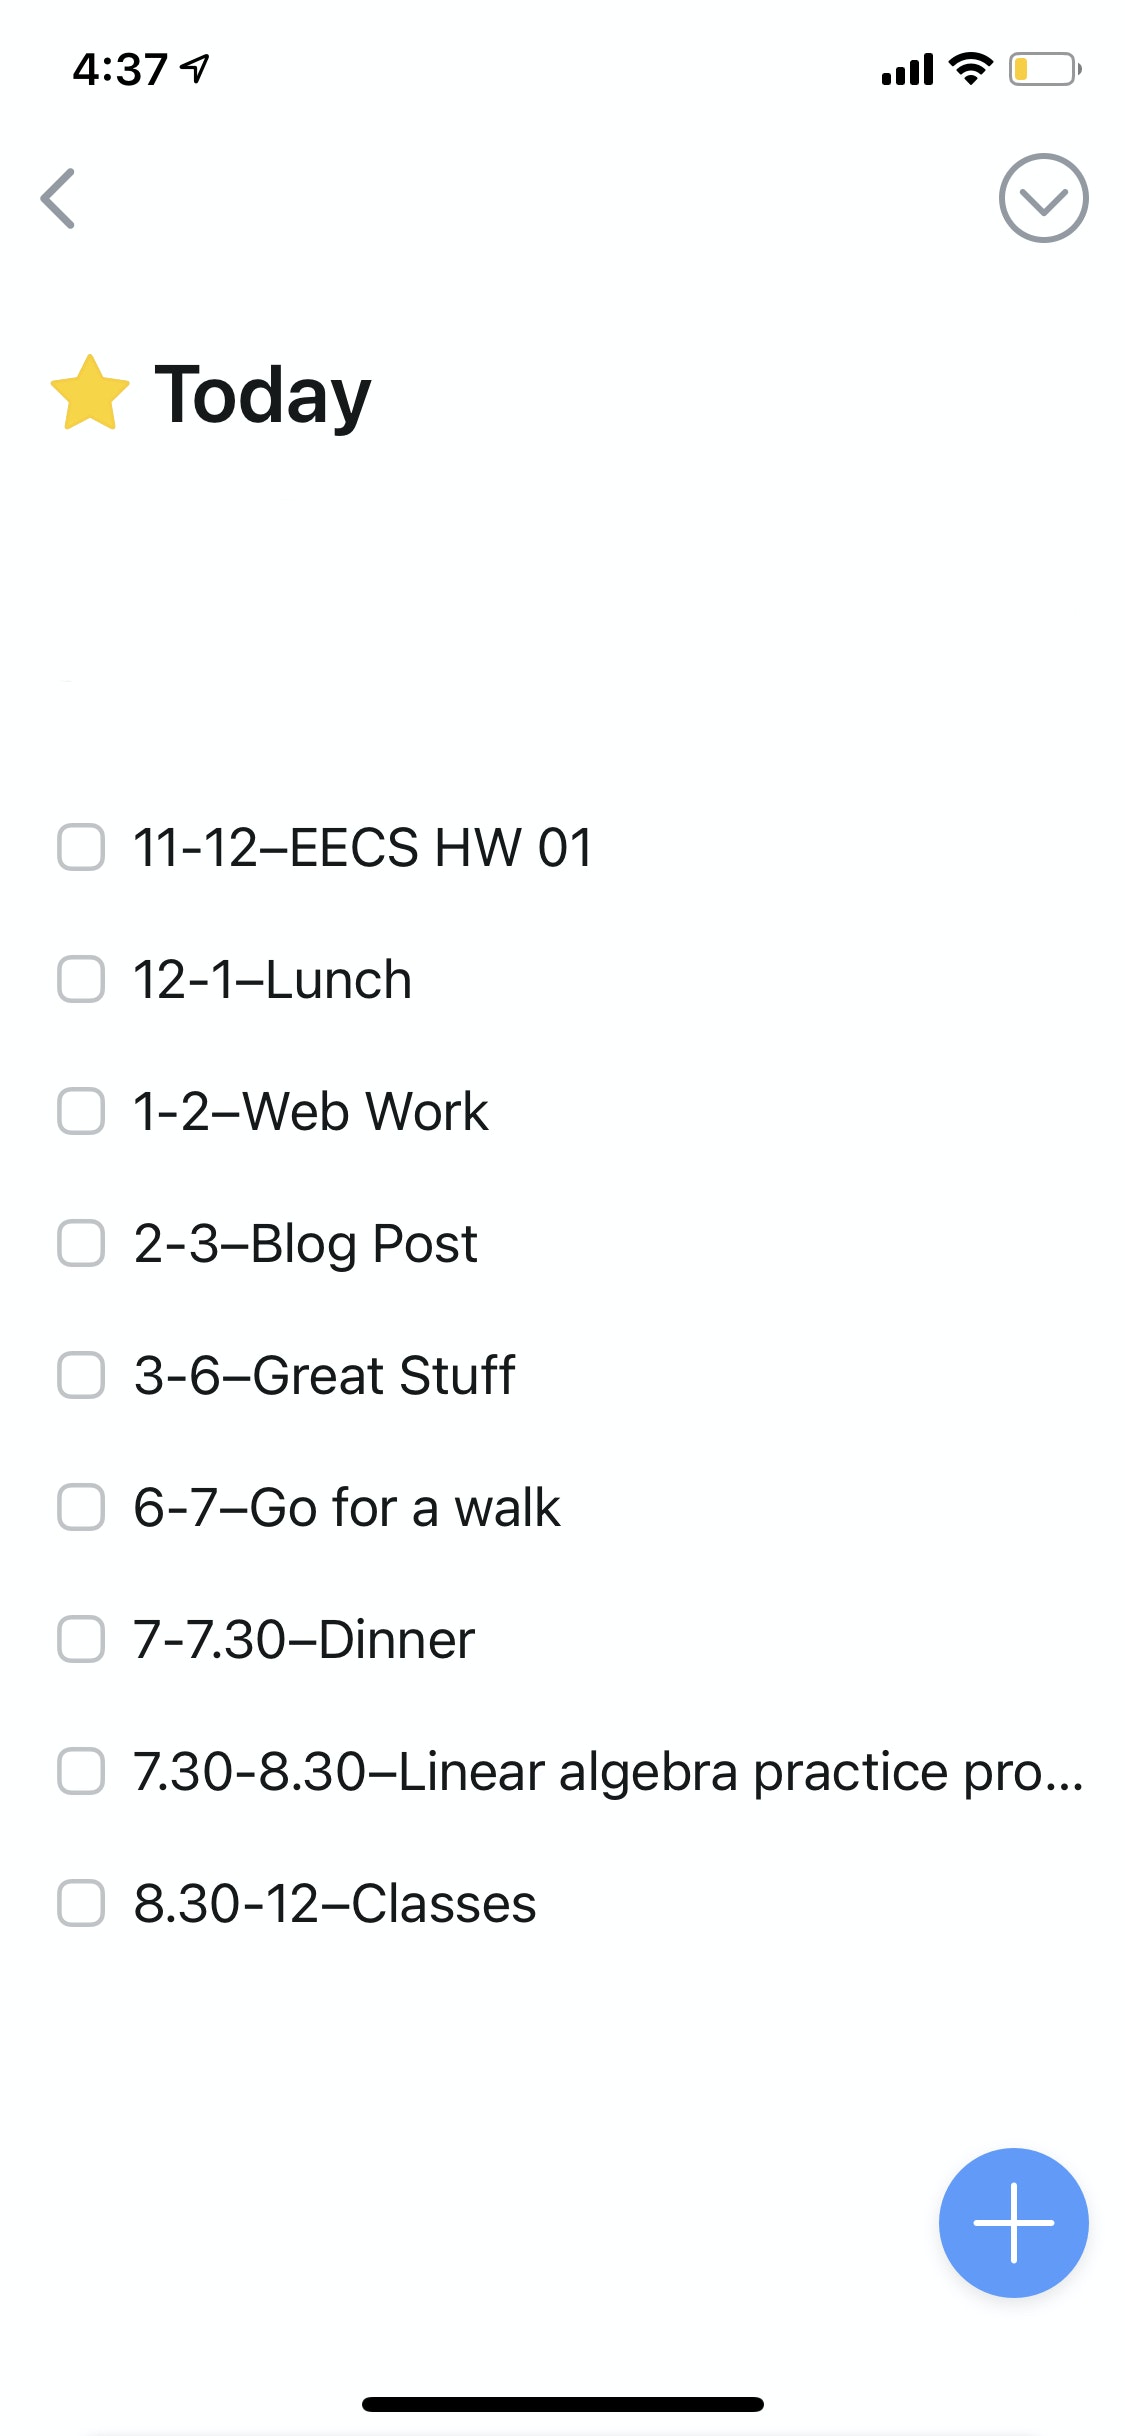 4:37
Today
11-12–EECS HW 01
12-1–Lunch
1-2–Web Work
2-3–Blog Post
3-6–Great Stuff
6-7–Go for a walk
7-7.30–Dinner
7.30-8.30–Linear algebra practice pro...
8.30-12–Classes